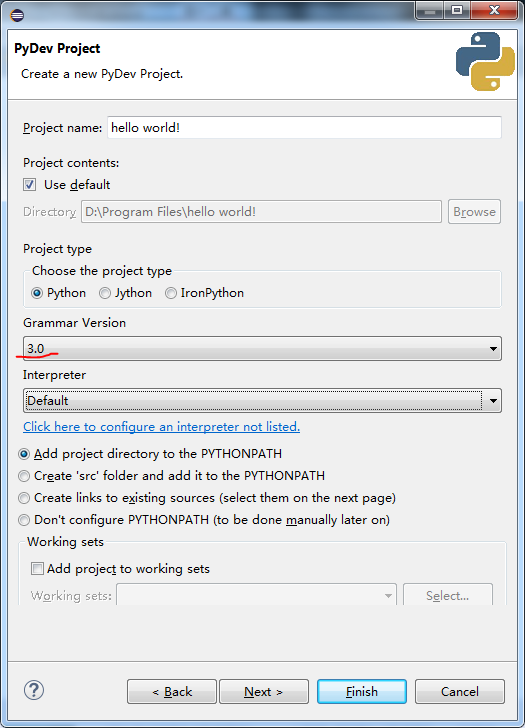 PyDev Project
Create a new PyDev Project.
Project name: hello world!
Project contents:
Use default
Directory D:\Program Files\hello world! Browse
Project type
Choose the project type
Python Jython IronPython
Grammar Version
3.0
Interpreter
Default
Click here to configure an interpreter not listed.
Add project directory to the PYTHONPATH
Create 'src' folder and add it to the PYTHONPATH
Create links to existing sources (select them on the next page)
Don't configure PYTHONPATH (to be done manually later on)
Working sets
Add project to working sets
Working sets: Select...
? < Back Next > Finish Cancel